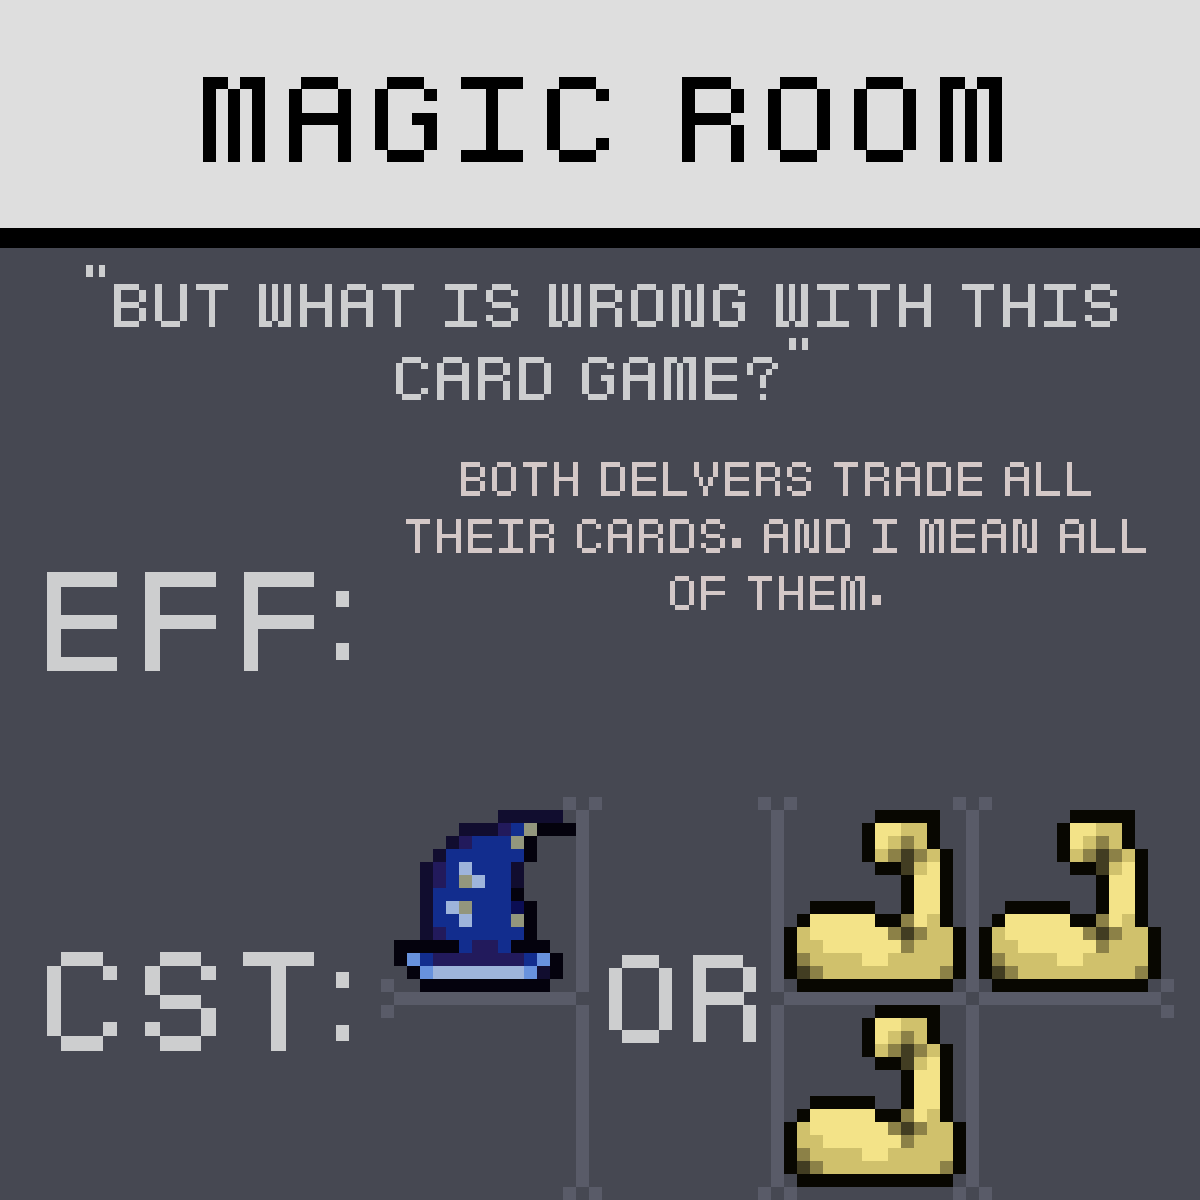 MAGIC ROOM
"BUT WHAT IS WRONG WITH THIS
CARD GAME?"
BOTH DELVERS TRADE ALL
THEIR CARDS. AND I MEAN ALL
OF THEM.
EFF:
CST:
OR